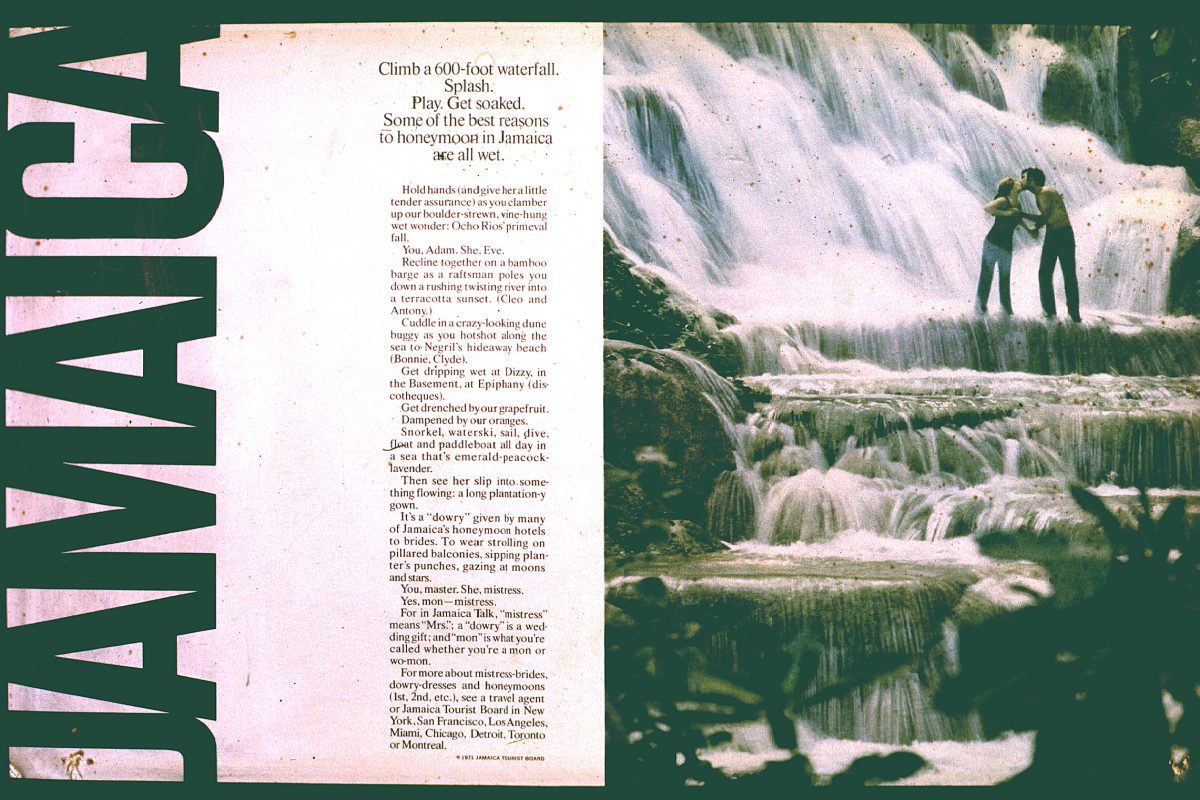 JAMAICA
Climb a 600-foot waterfall.
Splash.
Play. Get soaked.
Some of the best reasons
to honeymoon in Jamaica
are all wet.
Hold hands (and give her a little
tender assurance) as you clamber
up our boulder-strewn, vine-hung
wet wonder: Ocho Rios' primeval
fall.
You, Adam. She, Eve.
Recline together on a bamboo
barge as a raftsman poles you
down a rushing twisting river into
a terracotta sunset. (Cleo and
Antony.)
Cuddle in a crazy-looking dune
buggy as you hotshot along the
sea to Negril's hideaway beach
(Bonnie, Clyde).
Get dripping wet at Dizzy, in
the Basement, at Epiphany (dis-
cotheques).
Get drenched by our grapefruit.
Dampened by our oranges.
Snorkel, waterski, sail, dive,
float and paddleboat all day in
a sea that's emerald-peacock-
lavender.
Then see her slip into some-
thing flowing: a long plantation-y
gown.
It's a “dowry” given by many
of Jamaica's honeymoon hotels
to brides. To wear strolling on
pillared balconies, sipping plan-
ter's punches, gazing at moons
and stars.
You, master. She, mistress.
Yes, mon—mistress.
For in Jamaica Talk, “mistress”
means “Mrs.”; a “dowry” is a wed-
ding gift; and “mon” is what you're
called whether you're a mon or
wo-mon.
For more about mistress-brides,
dowry-dresses and honeymoons
(1st, 2nd, etc.), see a travel agent
or Jamaica Tourist Board in New
York, San Francisco, Los Angeles,
Miami, Chicago, Detroit, Toronto
or Montreal.
© 1971 JAMAICA TOURIST BOARD